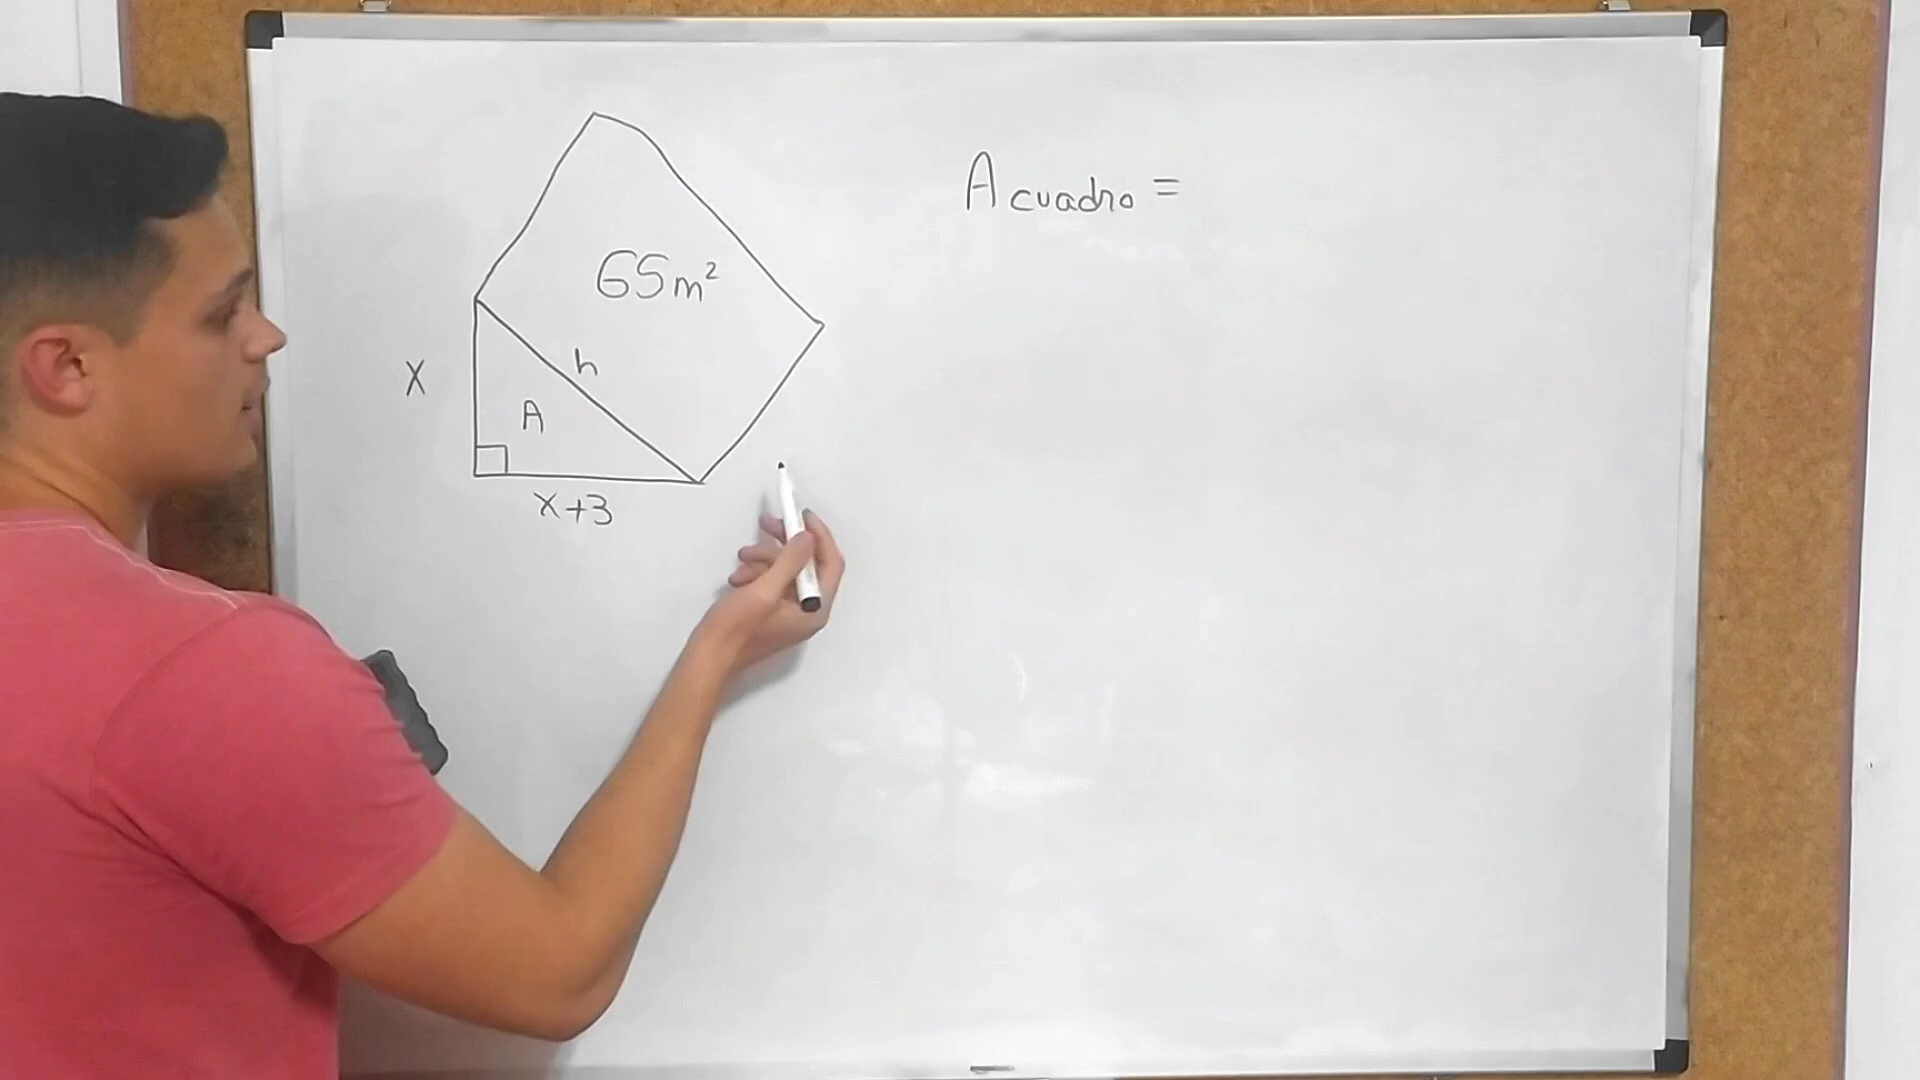 A cuadro =
65m²
h
X
A
x+3